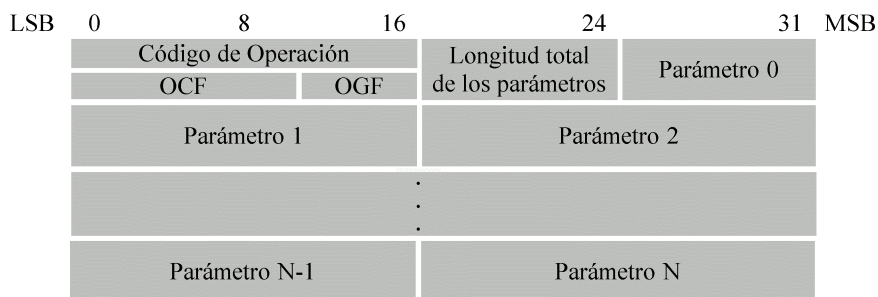 LSB 0 8 16 24 31 MSB
Código de Operación
Longitud total
de los parámetros
Parámetro 0
OCF OGF
Parámetro 1 Parámetro 2
.
.
.
Parámetro N-1 Parámetro N